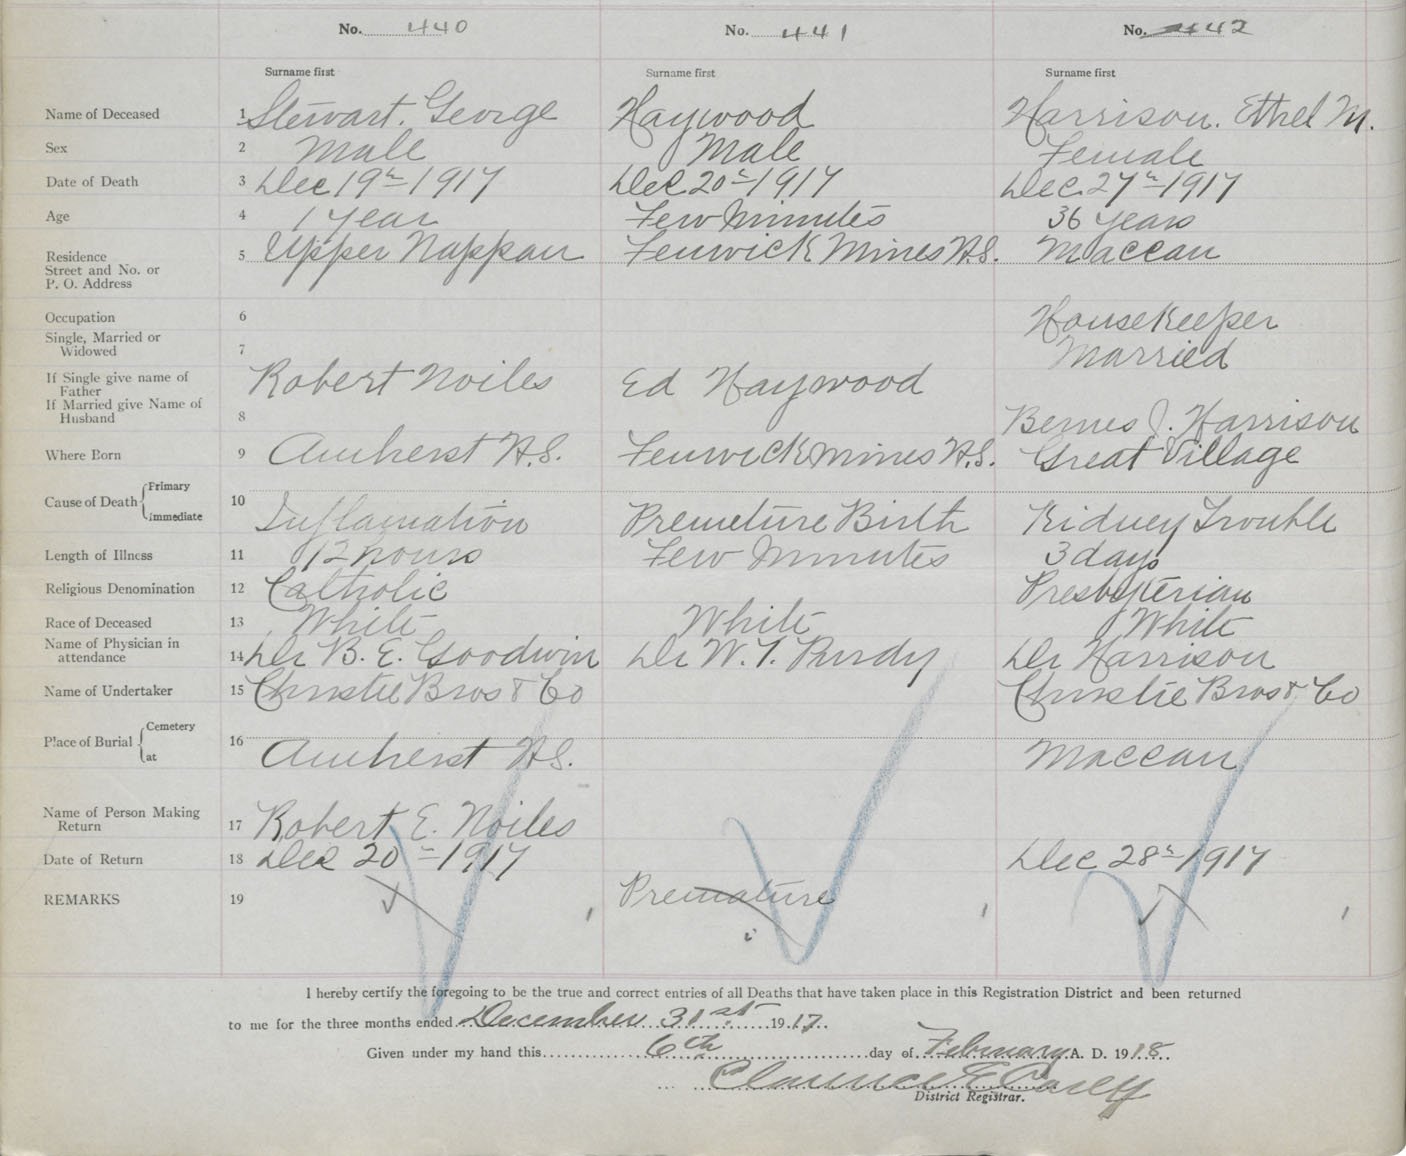 No. 440 No. 441 No. 442
Surname first Surname first Surname first
Name of Deceased 1 Stewart. George Haywood Harrison. Ethel M.
Sex 2 Male Male Female
Date of Death 3 Dec 19th 1917 Dec 20th 1917 Dec 27th 1917
Age 4 1 year Few Minutes 36 years
Residence
Street and No. or
P. O. Address 5 Upper Nappan Fenwick Mines N.S. Maccan
Occupation 6 Housekeeper
Single, Married or
Widowed 7 Married
If Single give name of
Father Robert Noiles Ed Haywood
If Married give Name of
Husband 8 J. Harrison
Where Born 9 Amherst N.S. Fenwick Mines N.S. Great Village
Cause of Death { Primary
Immediate 10 Inflamation Premeture Birth Kidney Trouble
Length of Illness 11 12 hours Few Minutes 3 days
Religious Denomination 12 Catholic Presbyterian
Race of Deceased 13 White White White
Name of Physician in
attendance 14 Dr B. E. Goodwin Dr W. T. Purdy Dr Harrison
Name of Undertaker 15 Christie Bros & Co Christie Bros & Co
Place of Burial { Cemetery
at 16 Amherst N.S. Maccan
Name of Person Making
Return 17 Robert E. Noiles
Date of Return 18 Dec 20th 1917 Dec 28th 1917
REMARKS 19 Premature
I hereby certify the foregoing to be the true and correct entries of all Deaths that have taken place in this Registration District and been returned
to me for the three months ended December 31st 1917.
Given under my hand this 6th day of February A. D. 1918
Clarence E Casey
District Registrar.